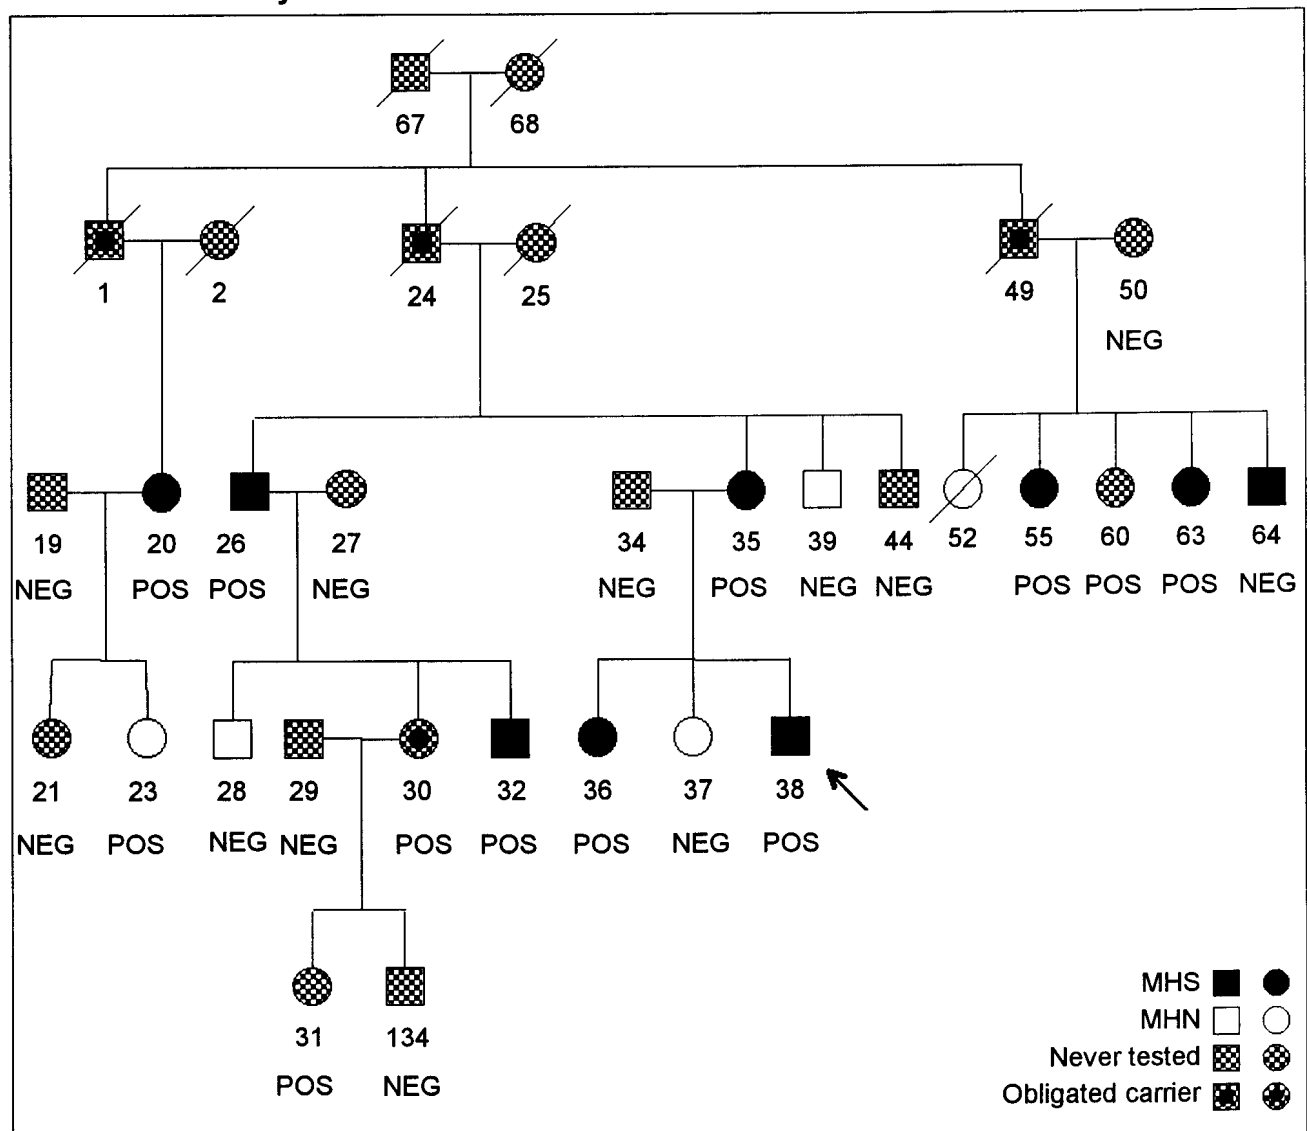 67 68
1 2 24 25 49 50
NEG
19 20 26 27 34 35 39 44 52 55 60 63 64
NEG POS POS NEG NEG POS NEG NEG POS POS POS NEG
21 23 28 29 30 32 36 37 38
NEG POS NEG NEG POS POS POS NEG POS
31 134
POS NEG
MHS
MHN
Never tested
Obligated carrier